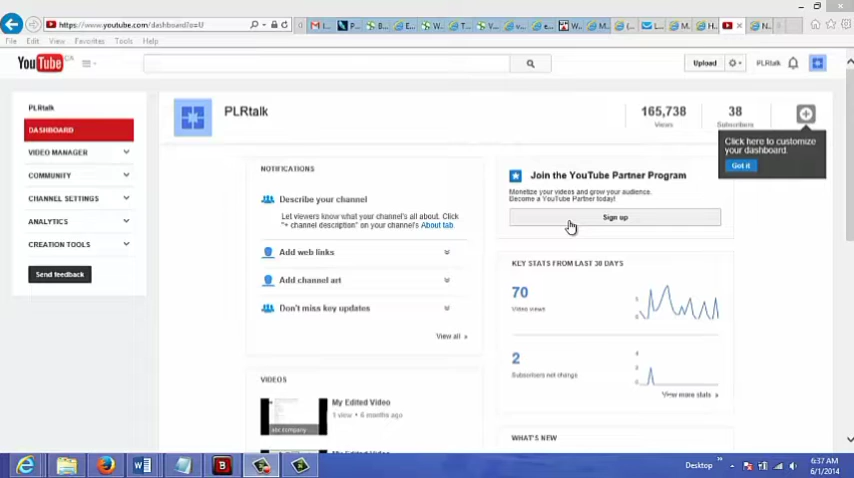 https://www.youtube.com/dashboard?o=U
File Edit View Favorites Tools Help
YouTube CA
Upload
PLRtalk
PLRtalk
DASHBOARD
VIDEO MANAGER
COMMUNITY
CHANNEL SETTINGS
ANALYTICS
CREATION TOOLS
Send feedback
PLRtalk
165,738
Views
38
Subscribers
Click here to customize
your dashboard.
Got it
NOTIFICATIONS
Describe your channel
Let viewers know what your channel's all about. Click
"+ channel description" on your channel's About tab.
Add web links
Add channel art
Don't miss key updates
View all
VIDEOS
My Edited Video
1 view • 6 months ago
Join the YouTube Partner Program
Monetize your videos and grow your audience.
Become a YouTube Partner today!
Sign up
KEY STATS FROM LAST 30 DAYS
70
Video views
2
Subscribers net change
View more stats
WHAT'S NEW
Desktop
6:37 AM
6/1/2014